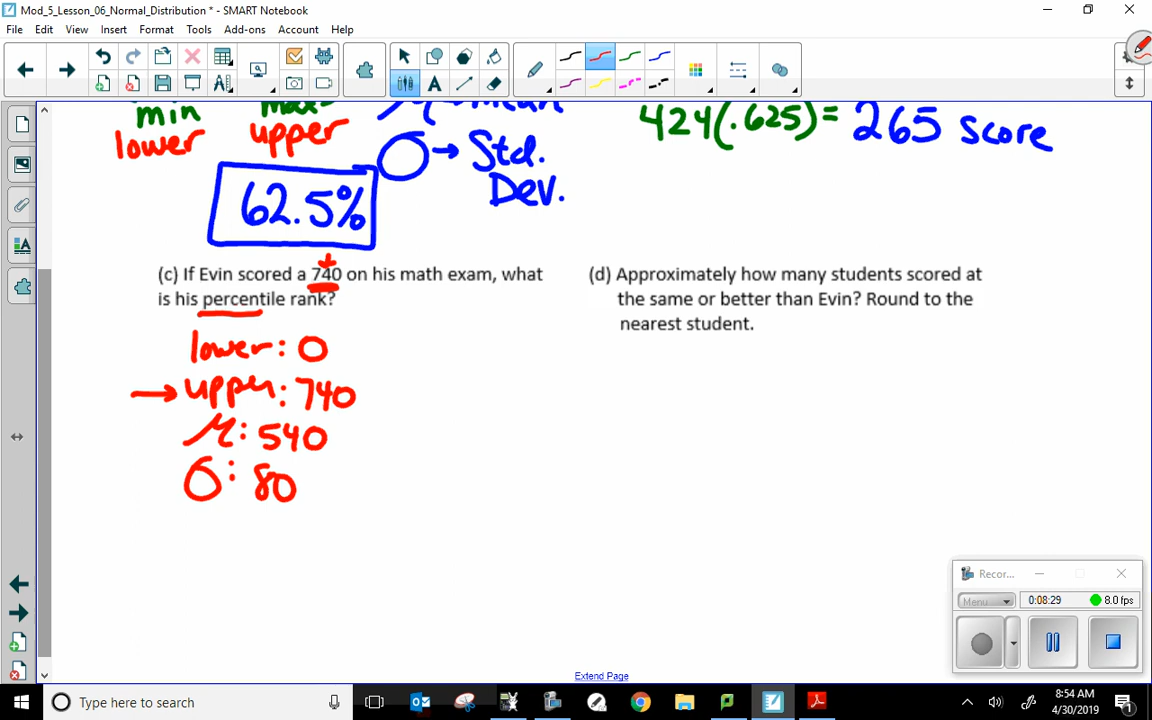 Mod_5_Lesson_06_Normal_Distribution * - SMART Notebook
File Edit View Insert Format Tools Add-ons Account Help
min
lower
max
upper
mean
σ → Std.
Dev.
62.5%
424(.625)= 265 score
(c) If Evin scored a 740 on his math exam, what
is his percentile rank?
lower: 0
upper: 740
μ: 540
σ: 80
(d) Approximately how many students scored at
the same or better than Evin? Round to the
nearest student.
Extend Page
Recor...
Menu
0:08:29
8.0 fps
Type here to search
8:54 AM
4/30/2019